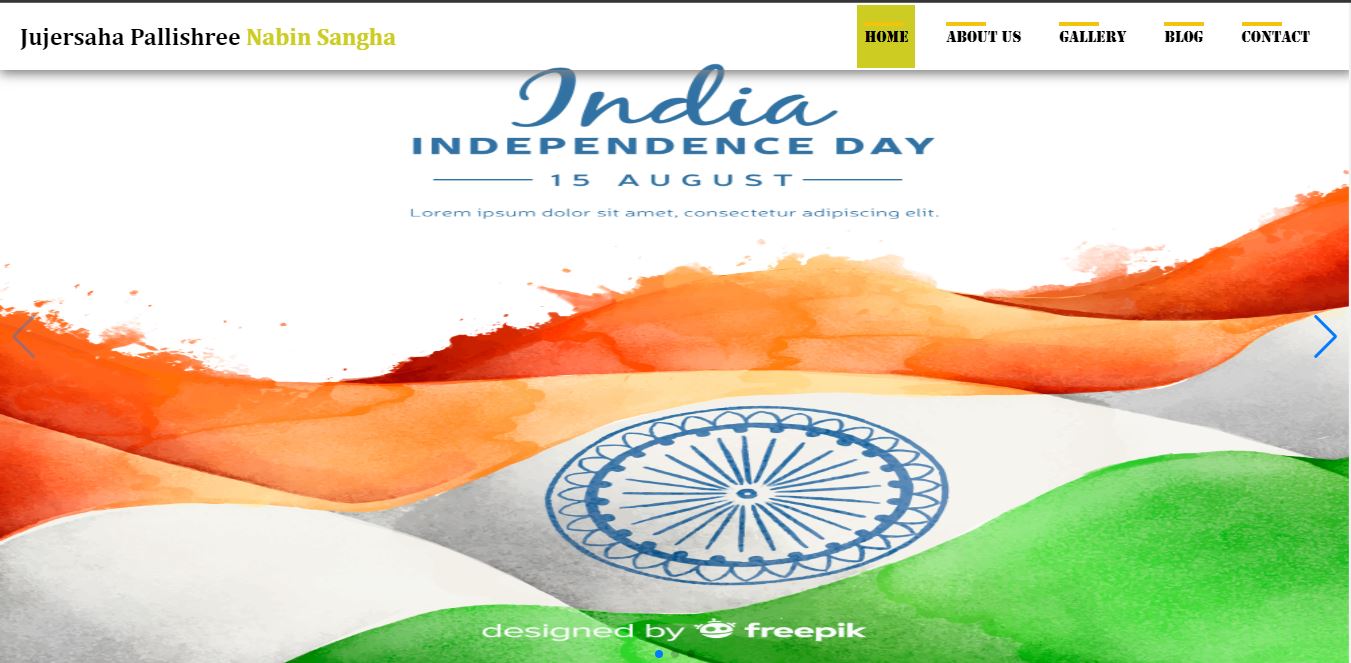 Jujersaha Pallishree Nabin Sangha
HOME ABOUT US GALLERY BLOG CONTACT
India
INDEPENDENCE DAY
15 AUGUST
Lorem ipsum dolor sit amet, consectetur adipiscing elit.
designed by freepik